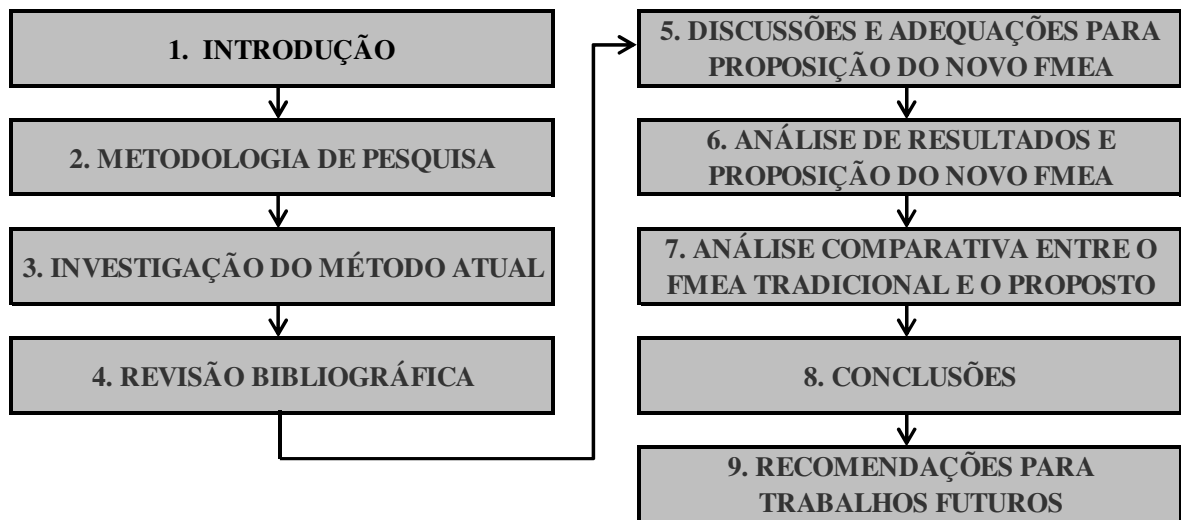 1. INTRODUÇÃO
2. METODOLOGIA DE PESQUISA
3. INVESTIGAÇÃO DO MÉTODO ATUAL
4. REVISÃO BIBLIOGRÁFICA
5. DISCUSSÕES E ADEQUAÇÕES PARA
PROPOSIÇÃO DO NOVO FMEA
6. ANÁLISE DE RESULTADOS E
PROPOSIÇÃO DO NOVO FMEA
7. ANÁLISE COMPARATIVA ENTRE O
FMEA TRADICIONAL E O PROPOSTO
8. CONCLUSÕES
9. RECOMENDAÇÕES PARA
TRABALHOS FUTUROS